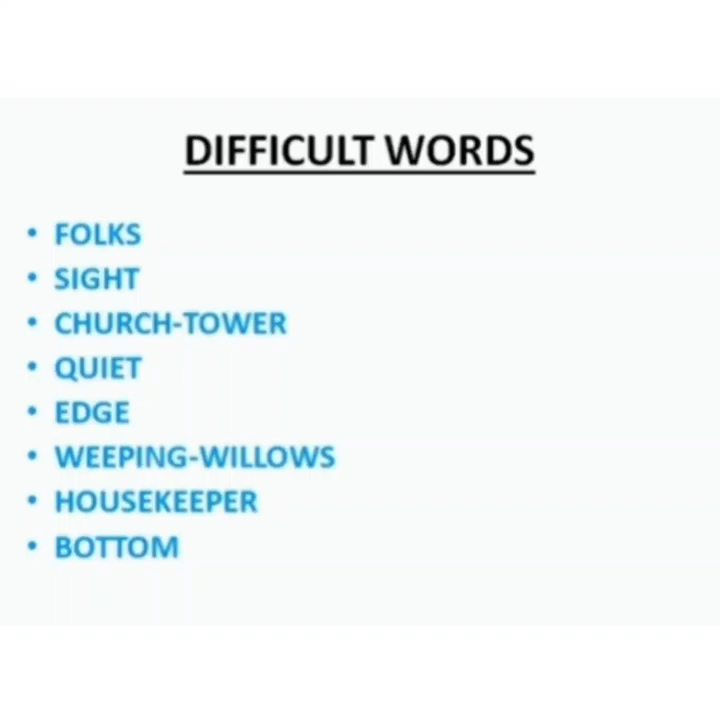 DIFFICULT WORDS
• FOLKS
• SIGHT
• CHURCH-TOWER
• QUIET
• EDGE
• WEEPING-WILLOWS
• HOUSEKEEPER
• BOTTOM